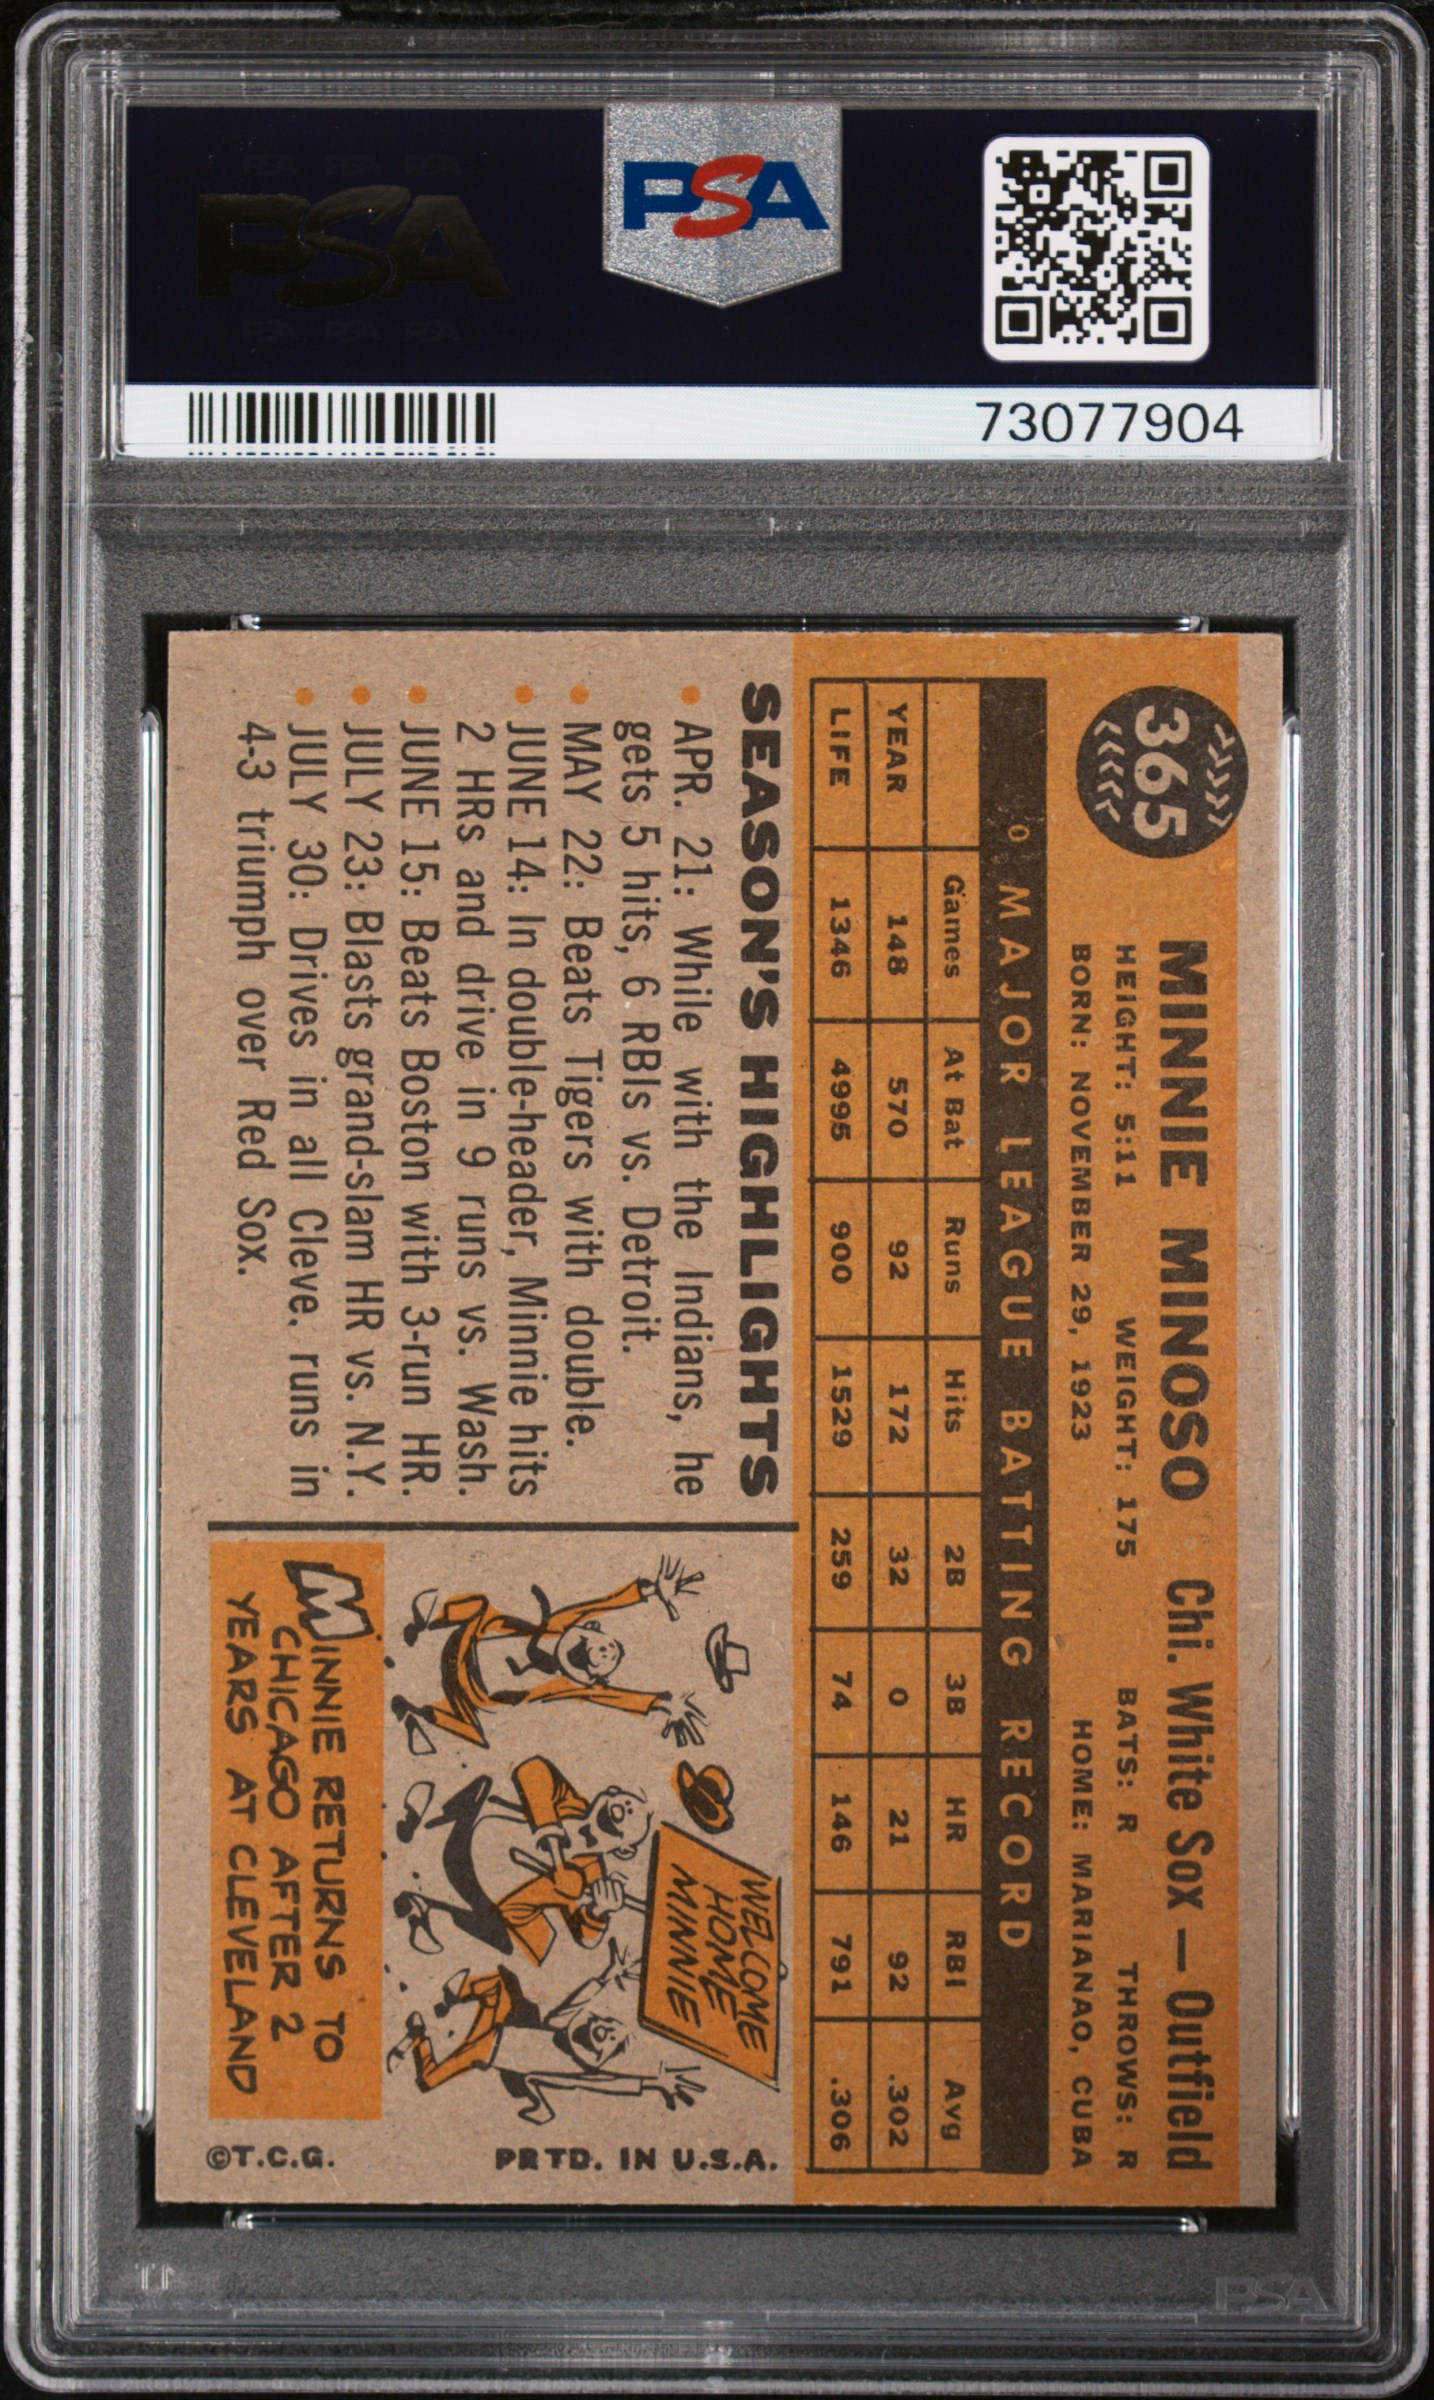 PSA
PSA
73077904
365
MINNIE MINOSO Chi. White Sox — Outfield
HEIGHT: 5:11 WEIGHT: 175 BATS: R THROWS: R
BORN: NOVEMBER 29, 1923 HOME: MARIANAO, CUBA
MAJOR LEAGUE BATTING RECORD
Games At Bat Runs Hits 2B 3B HR RBI Avg
YEAR 148 570 92 172 32 0 21 92 .302
LIFE 1346 4995 900 1529 259 74 146 791 .306
SEASON'S HIGHLIGHTS
• APR. 21: While with the Indians, he
gets 5 hits, 6 RBIs vs. Detroit.
• MAY 22: Beats Tigers with double.
• JUNE 14: In double-header, Minnie hits
2 HRs and drive in 9 runs vs. Wash.
• JUNE 15: Beats Boston with 3-run HR.
• JULY 23: Blasts grand-slam HR vs. N.Y.
• JULY 30: Drives in all Cleve. runs in
4-3 triumph over Red Sox.
WELCOME
HOME
MINNIE
MINNIE RETURNS TO
CHICAGO AFTER 2
YEARS AT CLEVELAND
PRTD. IN U.S.A.
©T.C.G.
PSA